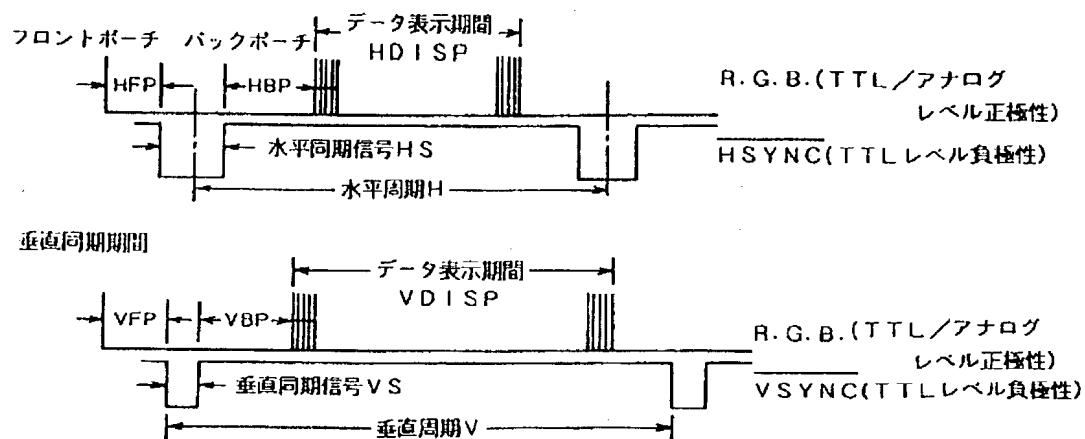 データ表示期間
フロントポーチ バックポーチ HDISP
HFP HBP R.G.B.(TTL/アナログ
レベル正極性)
水平同期信号HS HSYNC(TTLレベル負極性)
水平周期H
垂直同期期間
データ表示期間
VDISP
VFP VBP R.G.B.(TTL/アナログ
レベル正極性)
垂直同期信号VS VSYNC(TTLレベル負極性)
垂直周期V